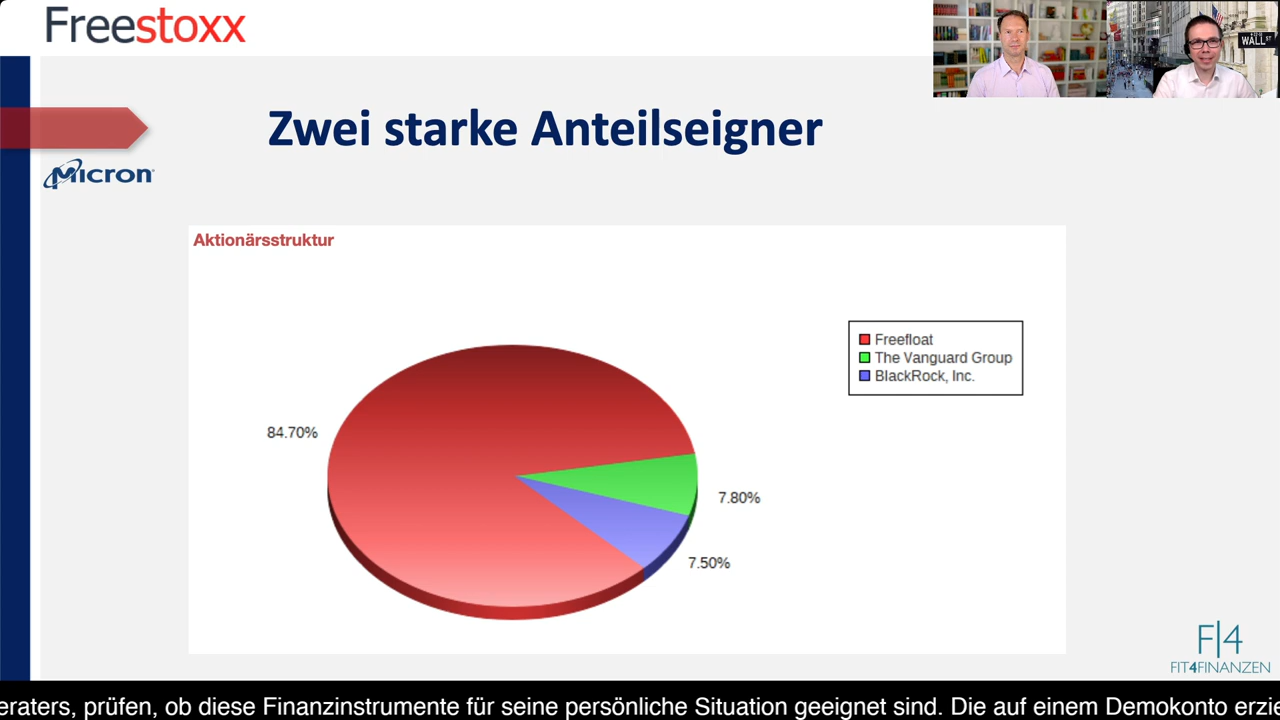 Freestoxx
WALL ST
Zwei starke Anteilseigner
Micron
Aktionärsstruktur
Freefloat
The Vanguard Group
BlackRock, Inc.
84.70%
7.80%
7.50%
F|4
FIT4FINANZEN
eraters, prüfen, ob diese Finanzinstrumente für seine persönliche Situation geeignet sind. Die auf einem Demokonto erzie